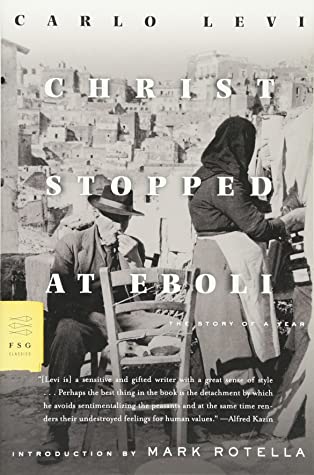 CARLO LEVI
CHRIST
STOPPED
AT EBOLI
THE STORY OF A YEAR
FSG
CLASSICS
"[Levi is] a sensitive and gifted writer with a great sense of style
. . . Perhaps the best thing in the book is the detachment by which
he avoids sentimentalizing the peasants and at the same time ren-
ders their undestroyed feelings for human values."—Alfred Kazin
INTRODUCTION BY MARK ROTELLA